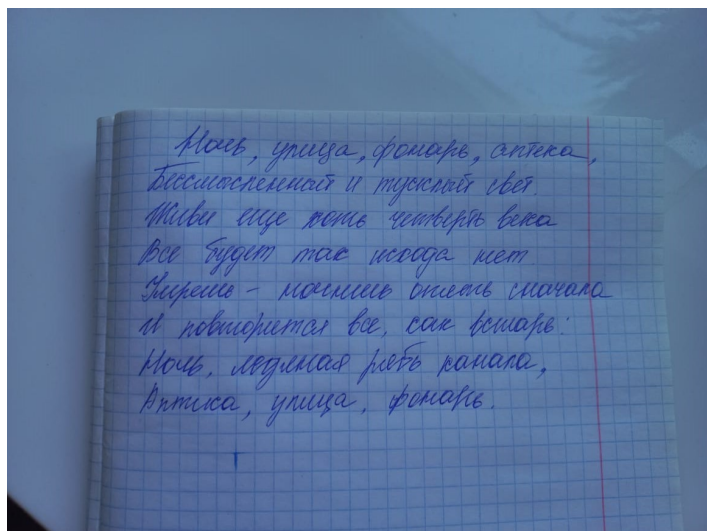 Ночь, улица, фонарь, аптека,
Бессмысленный и тусклый свет.
Живи еще хоть четверть века
Все будет так исхода нет.
Умрешь – начнешь опять сначала
И повторится все, как встарь:
Ночь, ледяная рябь канала,
Аптека, улица, фонарь.